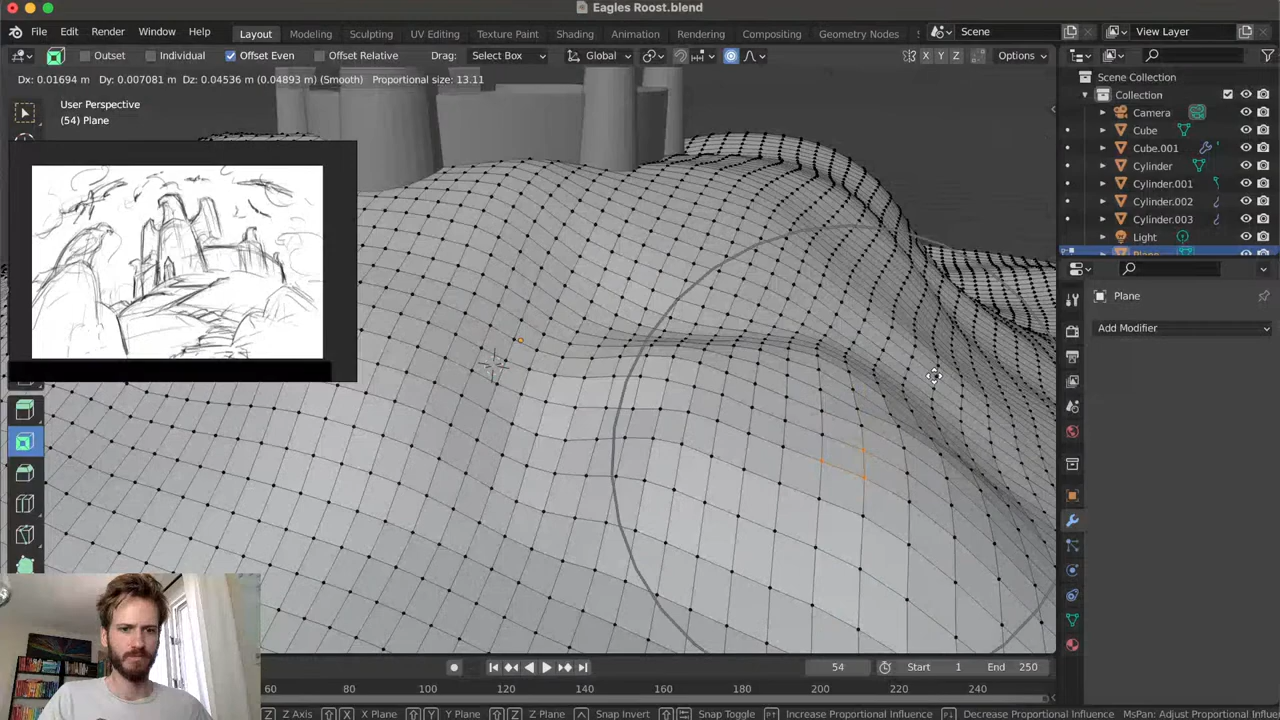 Eagles Roost.blend
File Edit Render Window Help Layout Modeling Sculpting UV Editing Texture Paint Shading Animation Rendering Compositing Geometry Nodes Scene View Layer
Outset Individual Offset Even Offset Relative Drag: Select Box Global X Y Z Options
Dx: 0.01694 m Dy: 0.007081 m Dz: 0.04536 m (0.04893 m) (Smooth) Proportional size: 13.11
User Perspective
(54) Plane
Scene Collection
Collection
Camera
Cube
Cube.001
Cylinder
Cylinder.001
Cylinder.002
Cylinder.003
Light
Plane
Plane
Add Modifier
54 Start 1 End 250
60 80 100 120 140 160 180 200 220 240
Z Axis X X Plane Y Y Plane Z Z Plane Snap Invert Snap Toggle Increase Proportional Influence Decrease Proportional Influence MsPan: Adjust Proportional Influence